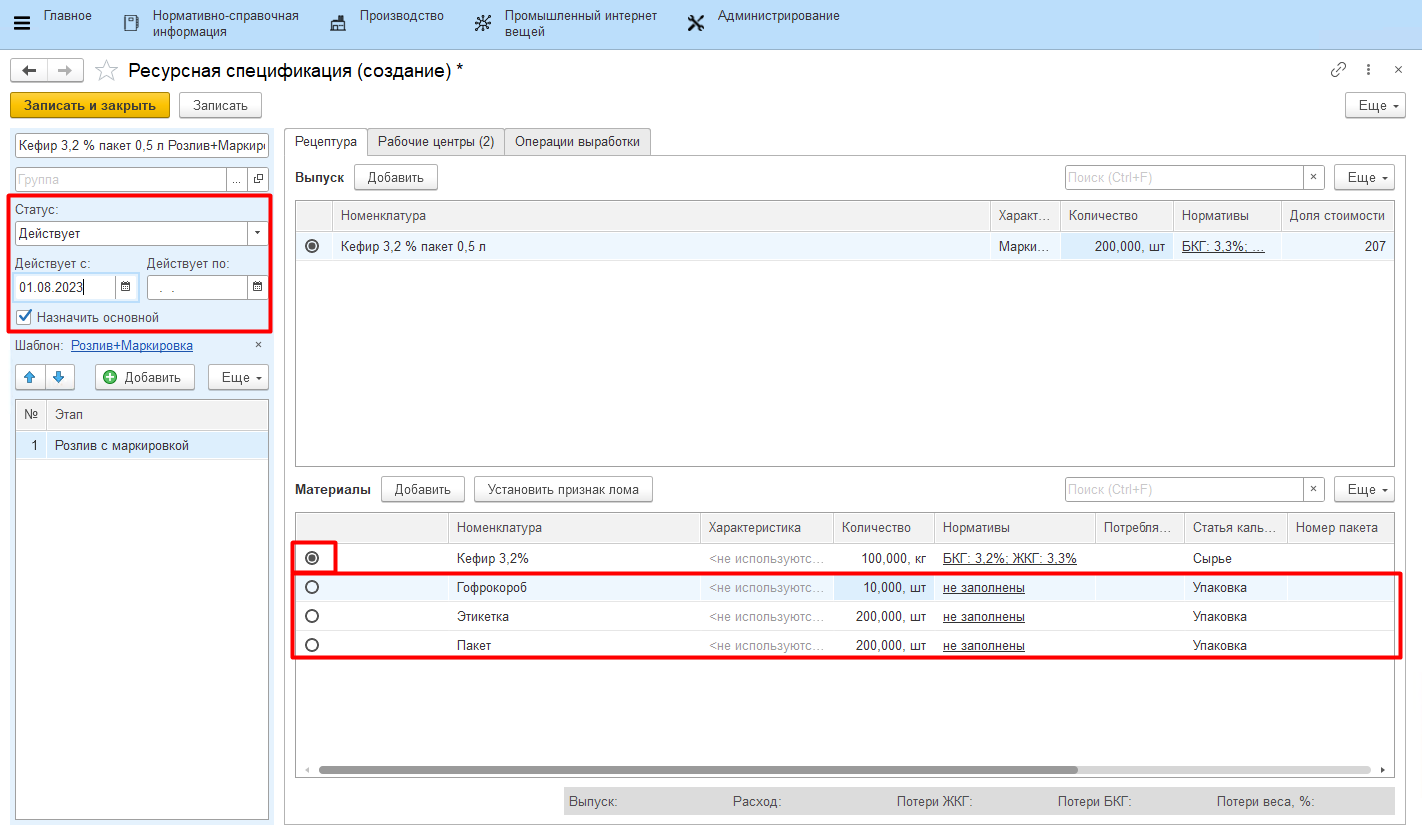 Главное
Нормативно-справочная
информация
Производство
Промышленный интернет
вещей
Администрирование
Ресурсная спецификация (создание) *
Записать и закрыть
Записать
Еще
Кефир 3,2 % пакет 0,5 л Розлив+Маркиро
Группа
...
Статус:
Действует
Действует с:
Действует по:
01.08.2023
. .
Назначить основной
Шаблон: Розлив+Маркировка ×
Добавить
Еще
№ Этап
1 Розлив с маркировкой
Рецептура
Рабочие центры (2)
Операции выработки
Выпуск
Добавить
Поиск (Ctrl+F) ×
Еще
Номенклатура Характ... Количество Нормативы Доля стоимости
Кефир 3,2 % пакет 0,5 л Марки... 200,000, шт БКГ: 3,3%; ... 207
Материалы
Добавить
Установить признак лома
Поиск (Ctrl+F) ×
Еще
Номенклатура Характеристика Количество Нормативы Потребля... Статья каль... Номер пакета
Кефир 3,2% <не используютс... 100,000, кг БКГ: 3,2%; ЖКГ: 3,3% Сырье
Гофрокороб <не используютс... 10,000, шт не заполнены Упаковка
Этикетка <не используютс... 200,000, шт не заполнены Упаковка
Пакет <не используютс... 200,000, шт не заполнены Упаковка
Выпуск: Расход: Потери ЖКГ: Потери БКГ: Потери веса, %: